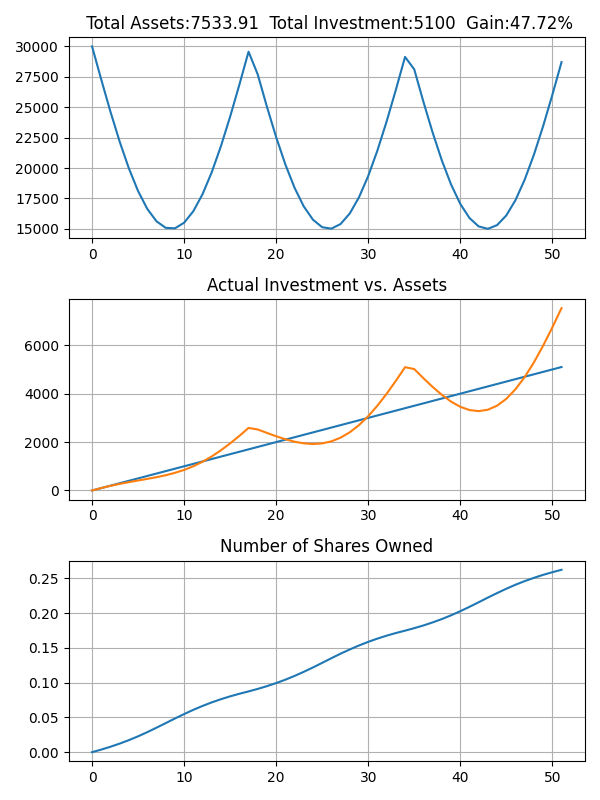 Total Assets:7533.91  Total Investment:5100  Gain:47.72%
30000
27500
25000
22500
20000
17500
15000
0 10 20 30 40 50
Actual Investment vs. Assets
6000
4000
2000
0
0 10 20 30 40 50
Number of Shares Owned
0.25
0.20
0.15
0.10
0.05
0.00
0 10 20 30 40 50